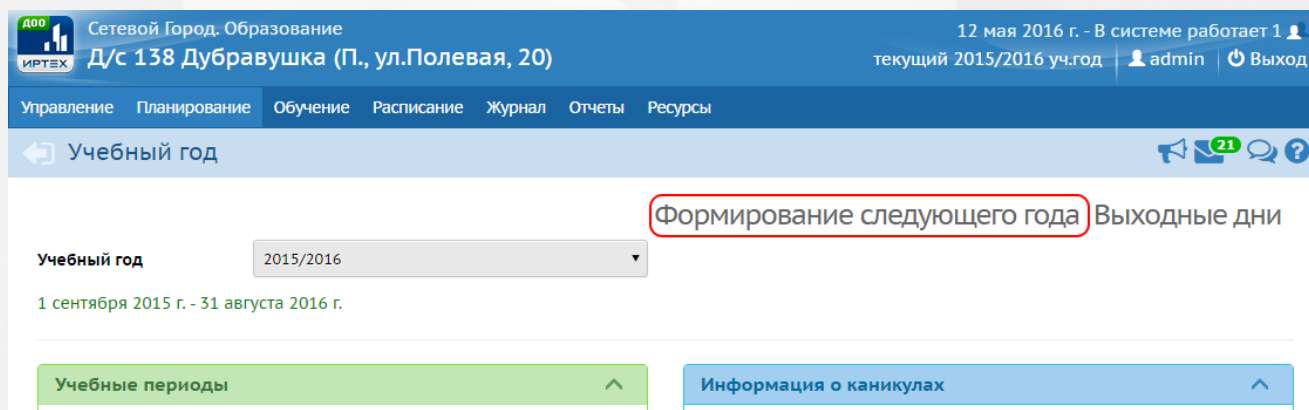 ДОО
ИРТЕХ
Сетевой Город. Образование
Д/с 138 Дубравушка (П., ул.Полевая, 20)
12 мая 2016 г. - В системе работает 1
текущий 2015/2016 уч.год admin Выход
Управление Планирование Обучение Расписание Журнал Отчеты Ресурсы
Учебный год
21
?
Формирование следующего года Выходные дни
Учебный год 2015/2016
1 сентября 2015 г. - 31 августа 2016 г.
Учебные периоды
Информация о каникулах